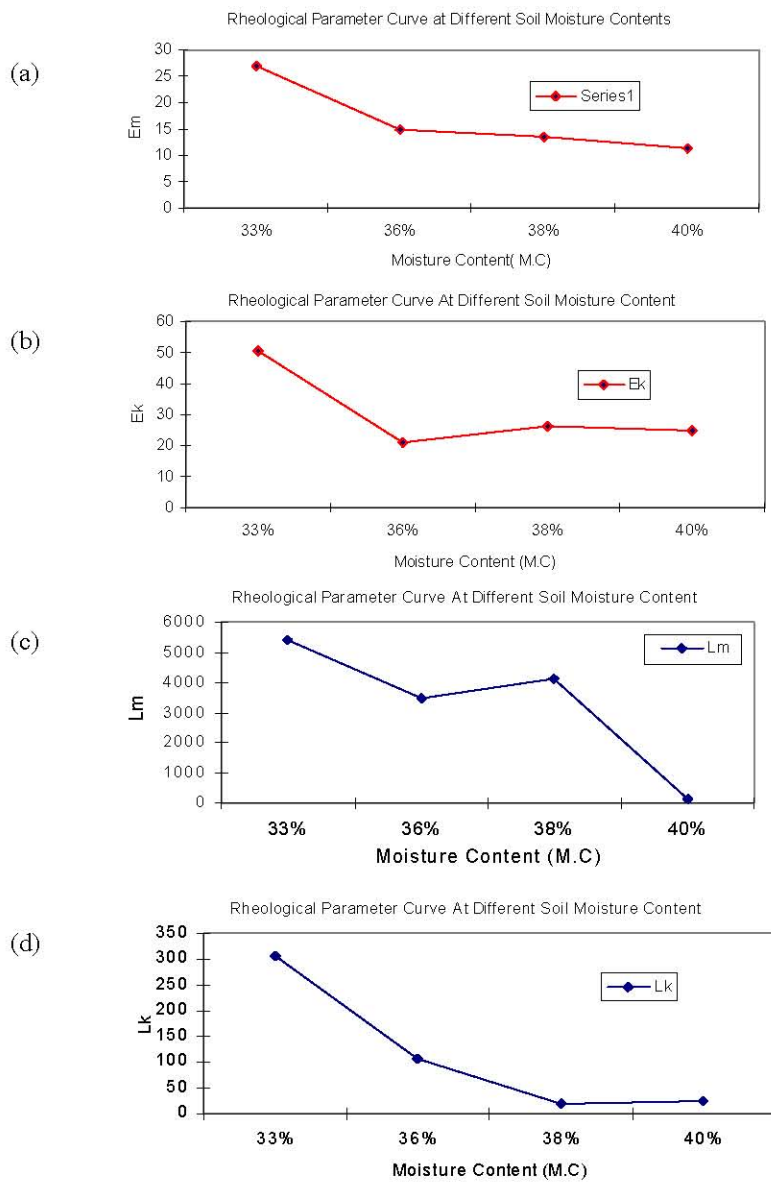 Rheological Parameter Curve at Different Soil Moisture Contents
(a)
30
25
20
15
10
5
0
Em
Series1
33% 36% 38% 40%
Moisture Content( M.C)
Rheological Parameter Curve At Different Soil Moisture Content
(b)
60
50
40
30
20
10
0
Ek
Ek
33% 36% 38% 40%
Moisture Content (M.C)
Rheological Parameter Curve At Different Soil Moisture Content
(c)
6000
5000
4000
3000
2000
1000
0
Lm
Lm
33% 36% 38% 40%
Moisture Content (M.C)
Rheological Parameter Curve At Different Soil Moisture Content
(d)
350
300
250
200
150
100
50
0
Lk
Lk
33% 36% 38% 40%
Moisture Content (M.C)